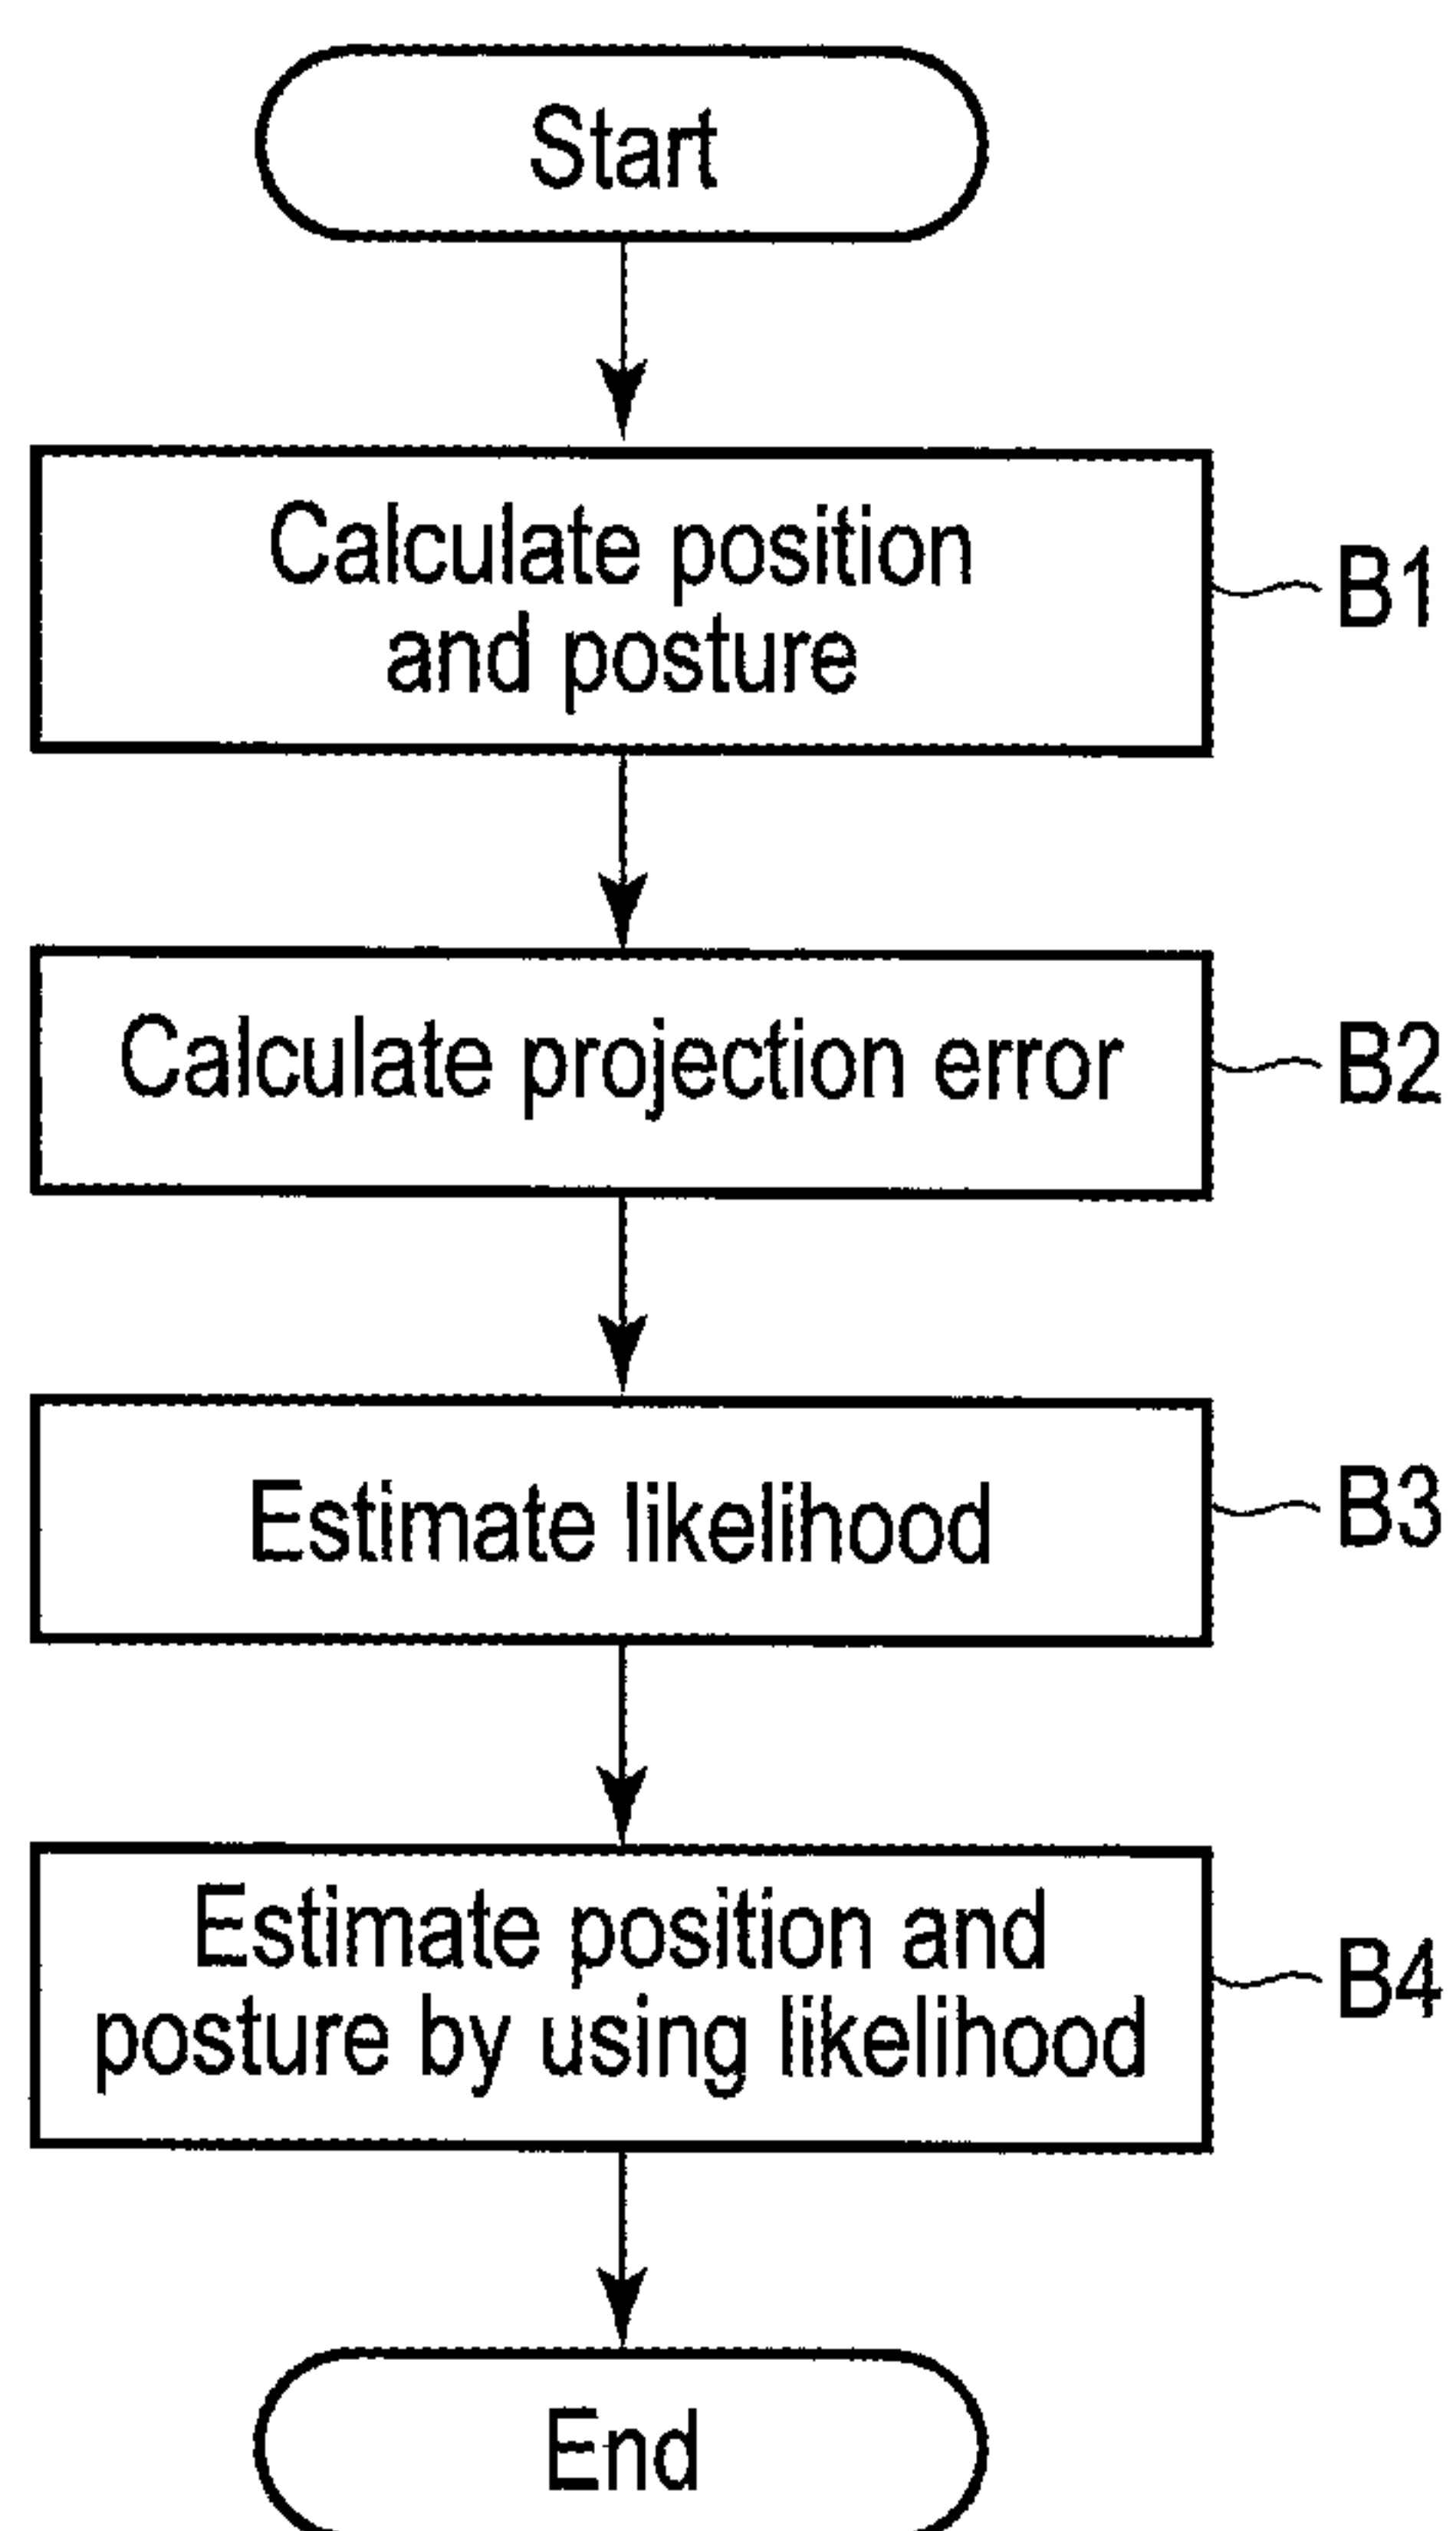 Start
Calculate position
and posture
B1
Calculate projection error
B2
Estimate likelihood
B3
Estimate position and
posture by using likelihood
B4
End